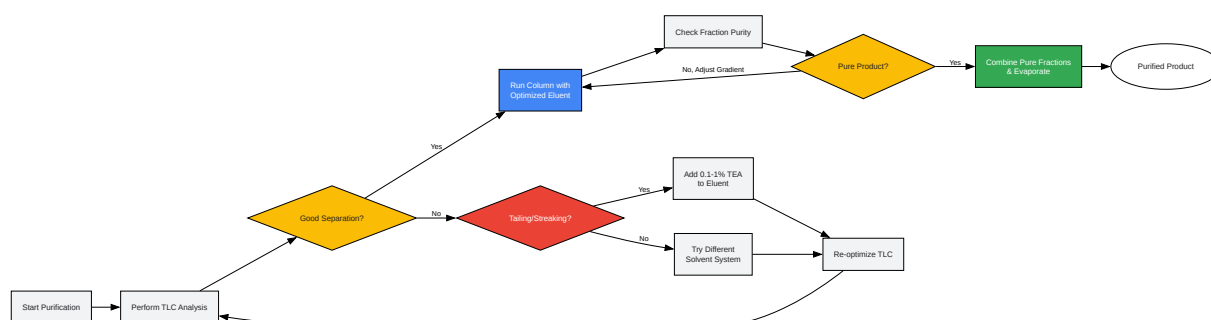 Start Purification
Perform TLC Analysis
Good Separation?
Yes
No
Run Column with
Optimized Eluent
Check Fraction Purity
Pure Product?
No, Adjust Gradient
Yes
Combine Pure Fractions
& Evaporate
Purified Product
Tailing/Streaking?
Yes
Add 0.1-1% TEA
to Eluent
No
Try Different
Solvent System
Re-optimize TLC